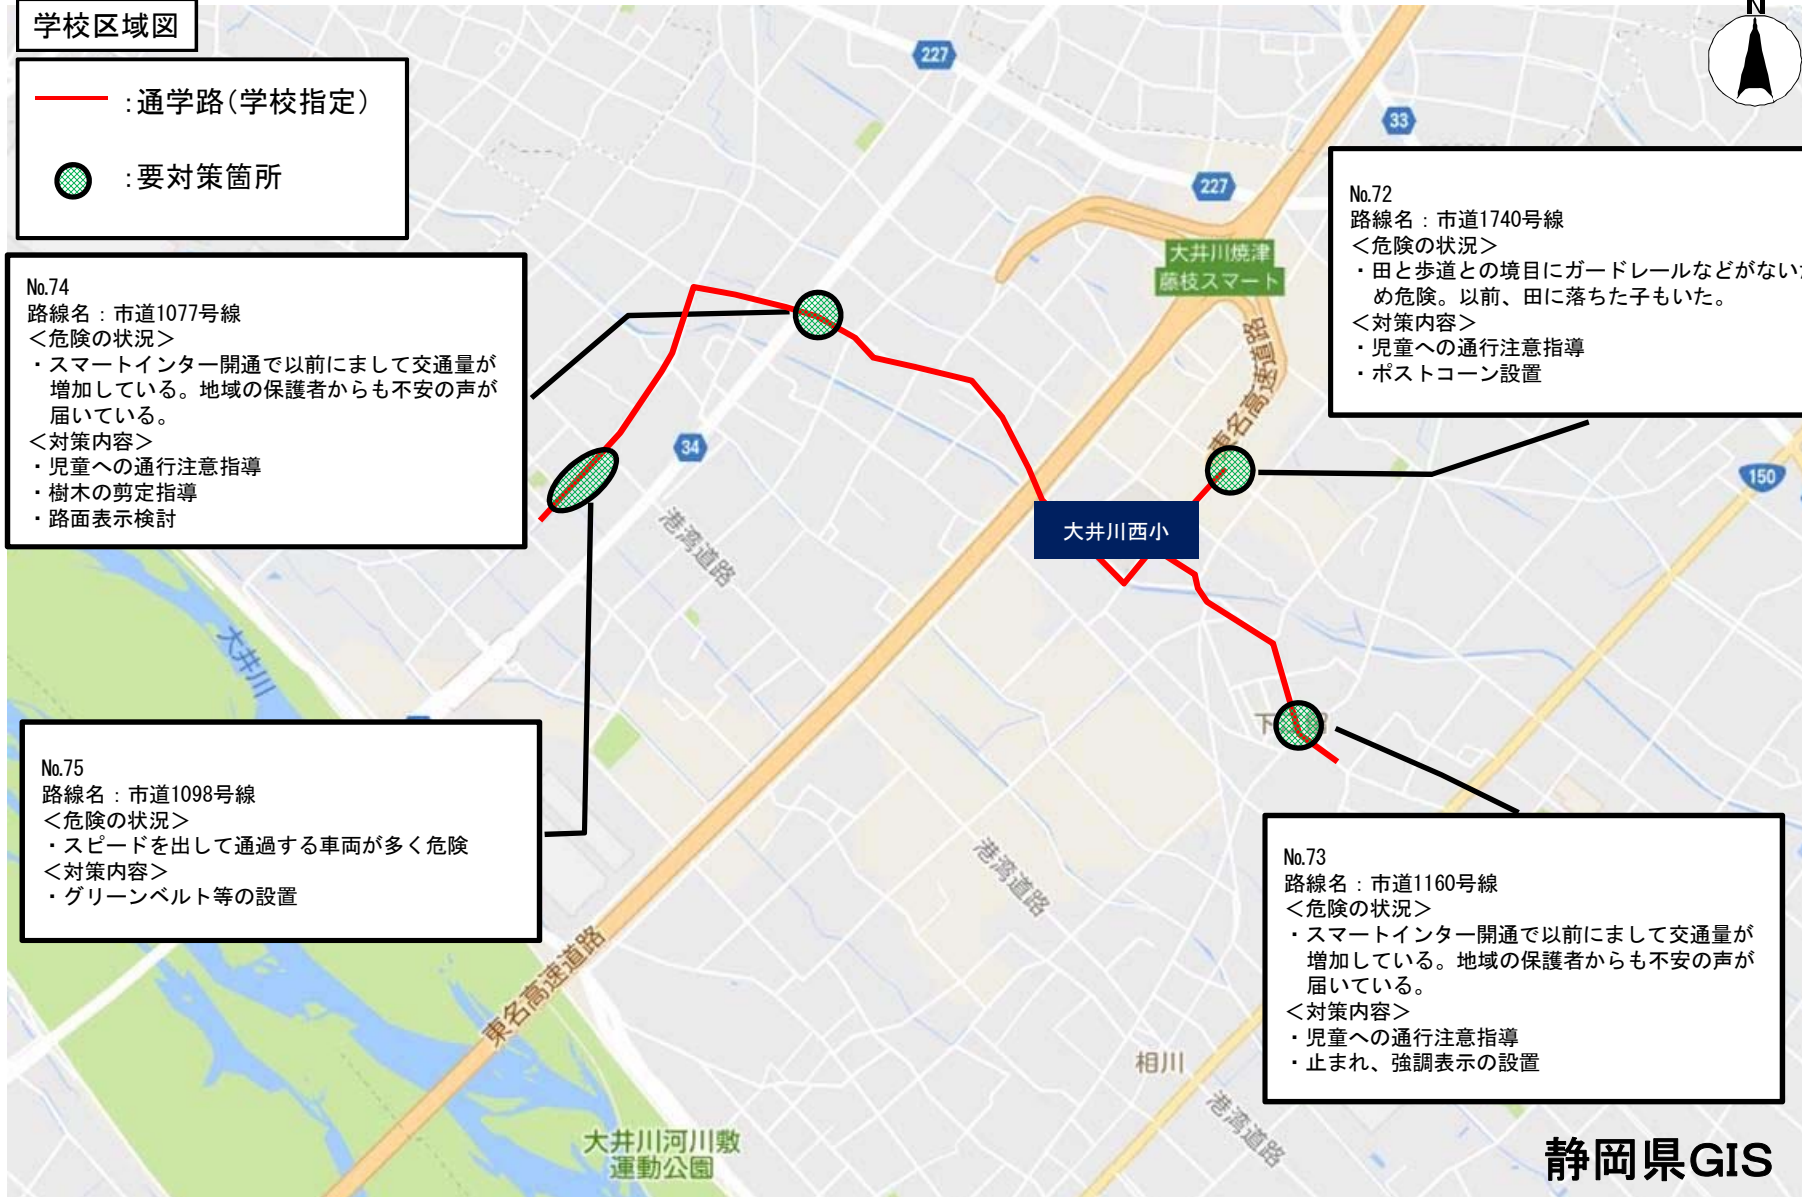 学校区域図
：通学路（学校指定）
：要対策箇所
N
227
33
227
大井川焼津
藤枝スマート
東名高速道路
No.72
路線名：市道1740号線
＜危険の状況＞
・田と歩道との境目にガードレールなどがないた
め危険。以前、田に落ちた子もいた。
＜対策内容＞
・児童への通行注意指導
・ポストコーン設置
No.74
路線名：市道1077号線
＜危険の状況＞
・スマートインター開通で以前にまして交通量が
増加している。地域の保護者からも不安の声が
届いている。
＜対策内容＞
・児童への通行注意指導
・樹木の剪定指導
・路面表示検討
34
150
港湾道路
大井川西小
大井川
下
No.75
路線名：市道1098号線
＜危険の状況＞
・スピードを出して通過する車両が多く危険
＜対策内容＞
・グリーンベルト等の設置
港湾道路
No.73
路線名：市道1160号線
＜危険の状況＞
・スマートインター開通で以前にまして交通量が
増加している。地域の保護者からも不安の声が
届いている。
＜対策内容＞
・児童への通行注意指導
・止まれ、強調表示の設置
東名高速道路
相川
港湾道路
大井川河川敷
運動公園
静岡県GIS